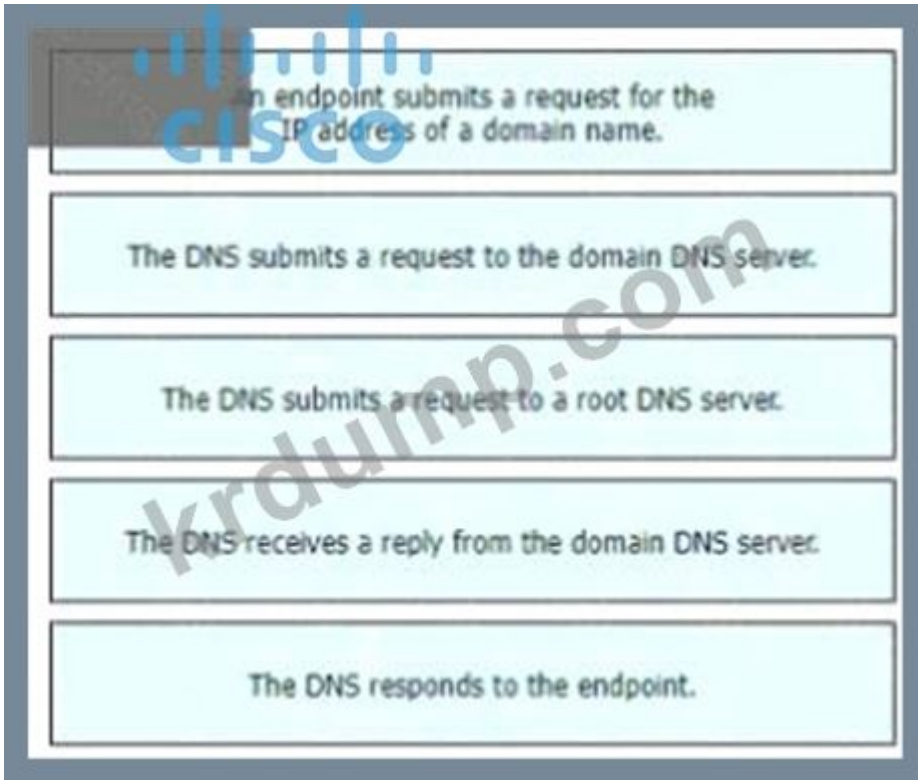 An endpoint submits a request for the
IP address of a domain name.
CISCO
The DNS submits a request to the domain DNS server.
The DNS submits a request to a root DNS server.
The DNS receives a reply from the domain DNS server.
The DNS responds to the endpoint.
krdump.com